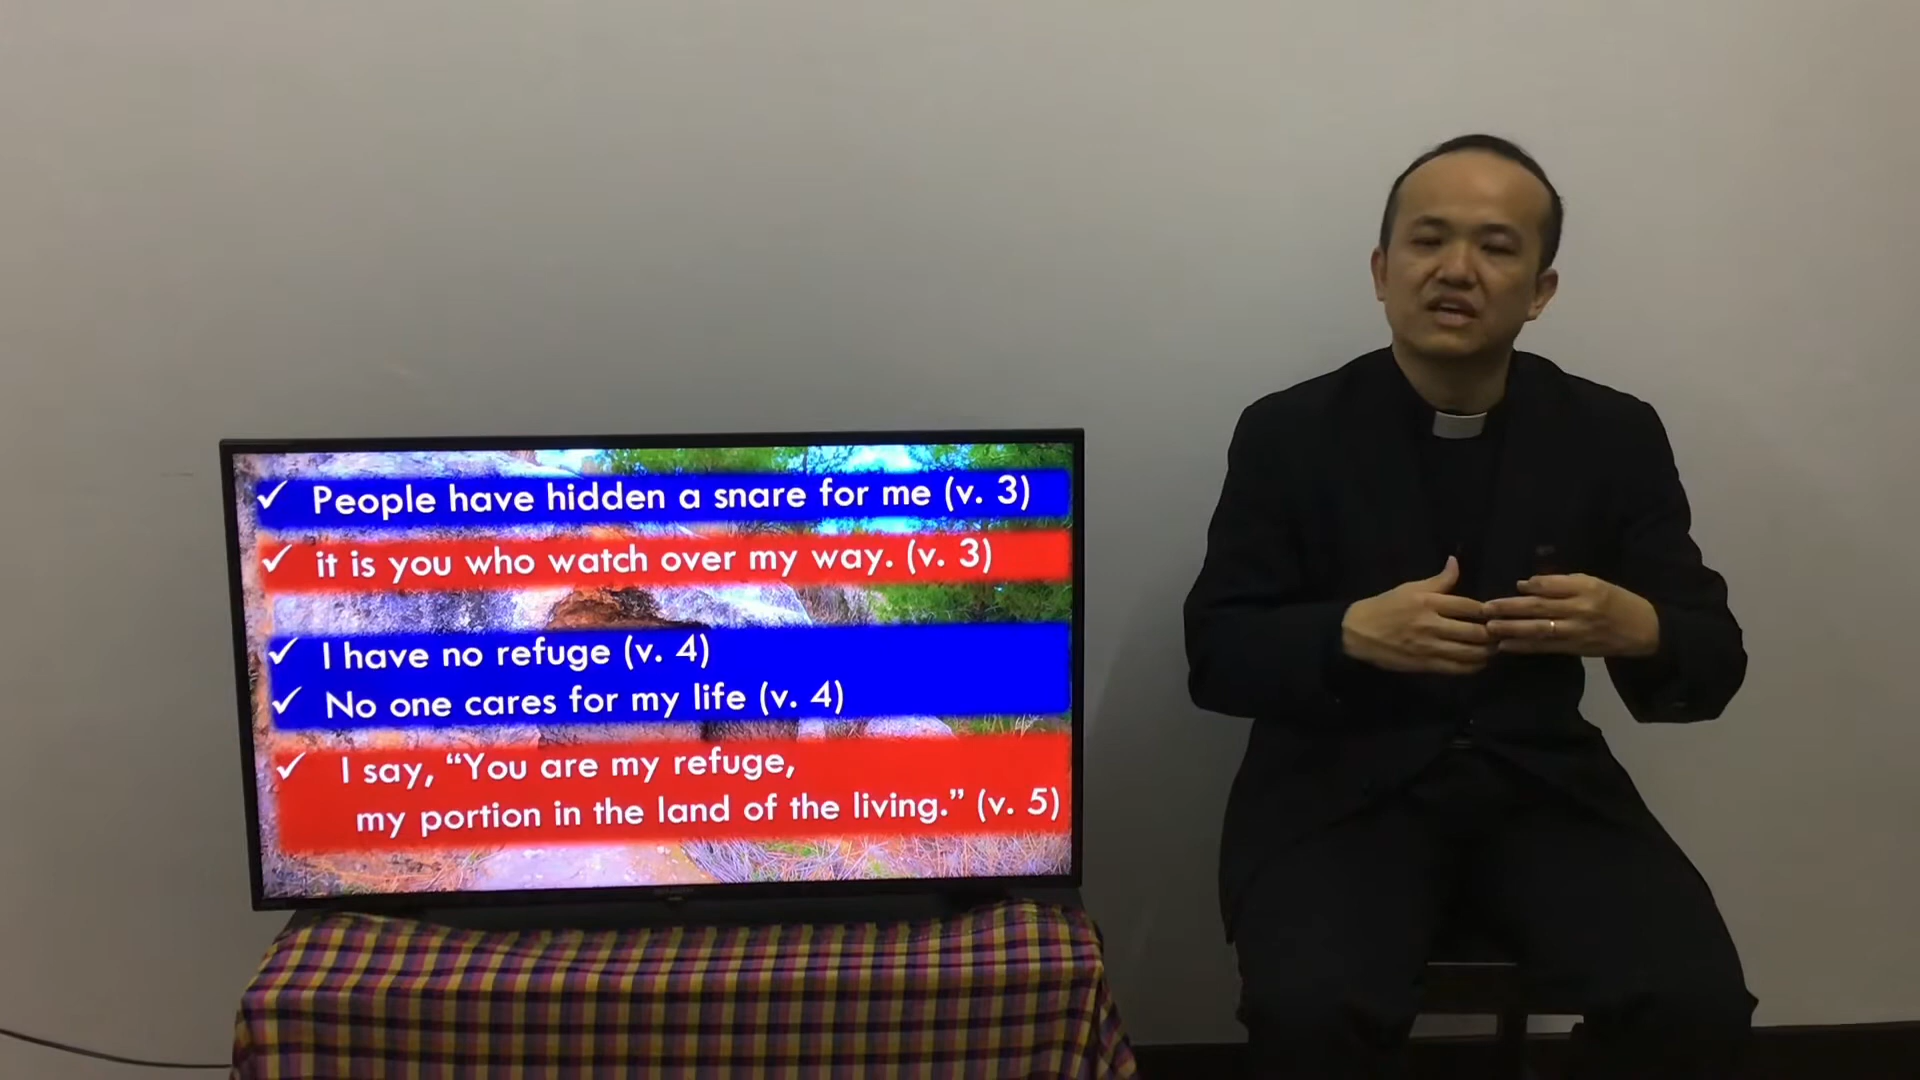 ✓ People have hidden a snare for me (v. 3)
✓ it is you who watch over my way. (v. 3)
✓ I have no refuge (v. 4)
✓ No one cares for my life (v. 4)
✓ I say, “You are my refuge,
my portion in the land of the living.” (v. 5)